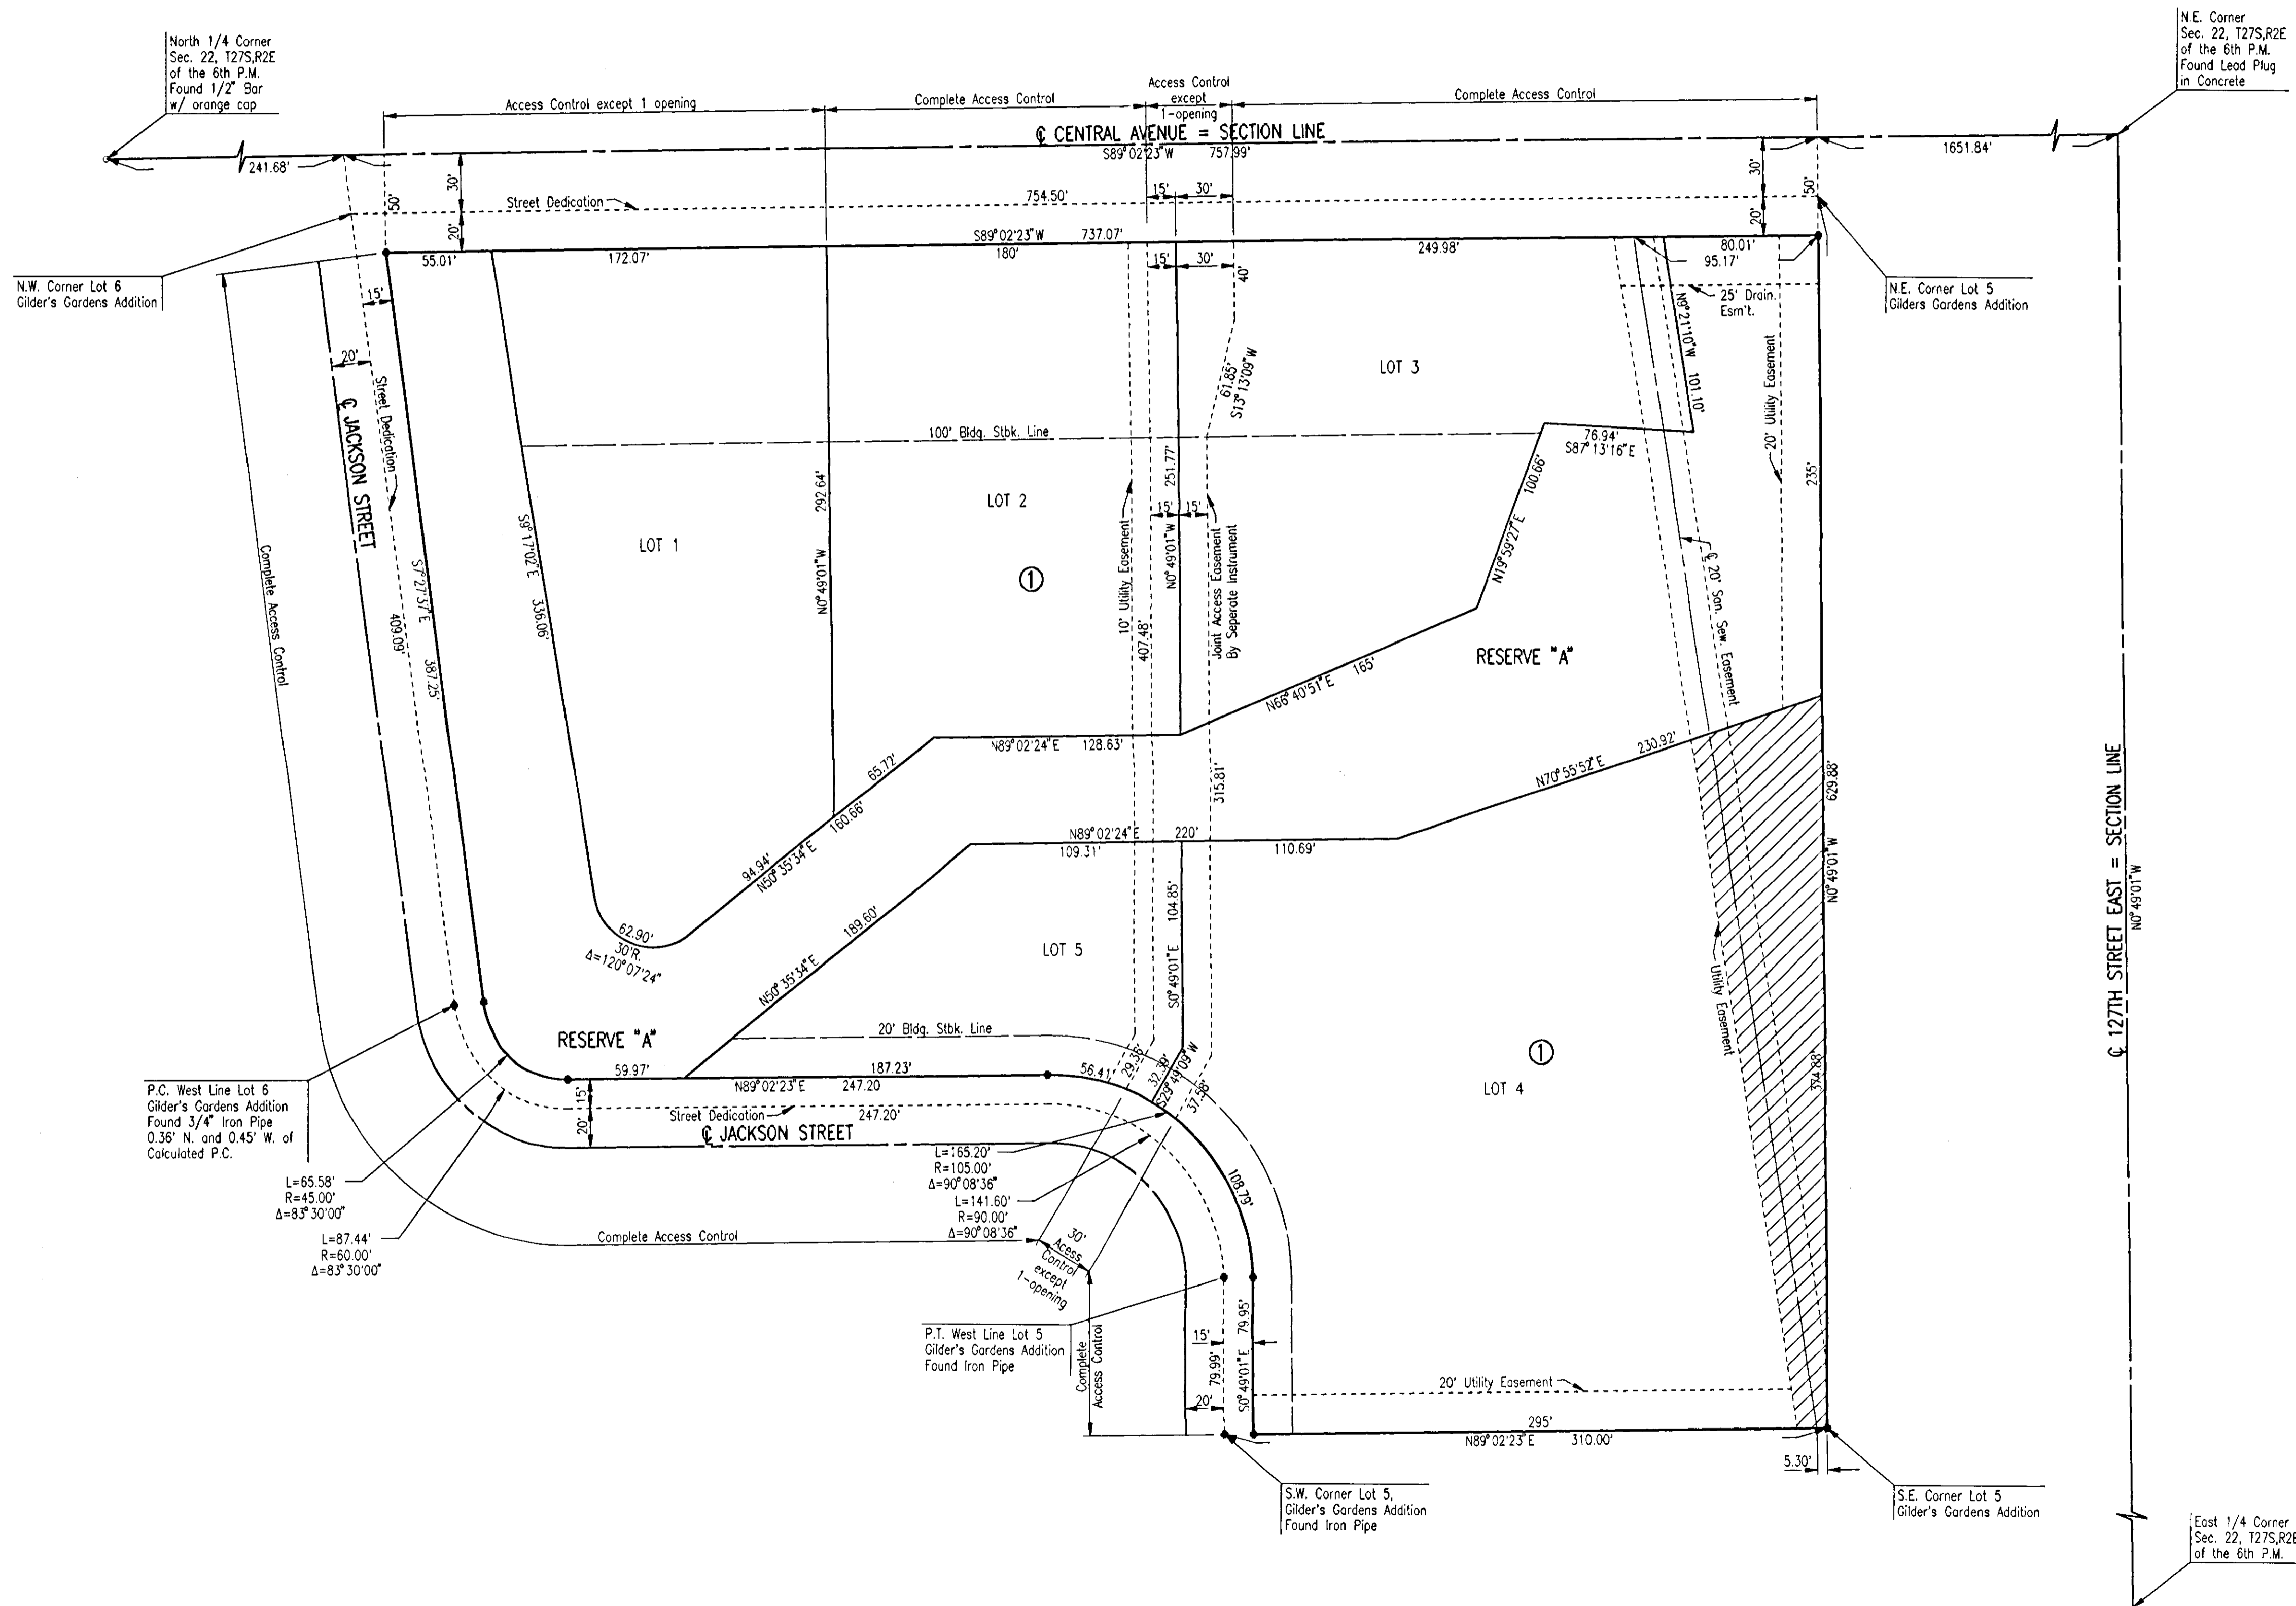 North 1/4 Corner
Sec. 22, T27S,R2E
of the 6th P.M.
Found 1/2" Bar
w/ orange cap
N.E. Corner
Sec. 22, T27S,R2E
of the 6th P.M.
Found Lead Plug
in Concrete
Access Control except 1 opening
Complete Access Control
Access Control
except
1-opening
Complete Access Control
℄ CENTRAL AVENUE = SECTION LINE
S89°02'23"W 757.99'
241.68'
1651.84'
30'
20'
50'
Street Dedication
754.50'
15'
30'
30'
20'
50'
S89°02'23"W 737.07'
55.01'
172.07'
180'
15'
30'
249.98'
80.01'
95.17'
N.W. Corner Lot 6
Gilder's Gardens Addition
N.E. Corner Lot 5
Gilders Gardens Addition
15'
20'
Street Dedication
℄ JACKSON STREET
40'
25' Drain.
Esm't.
N9°21'10"W 101.10'
20' Utility Easement
61.85'
S13°13'09"W
LOT 3
100' Bldg. Stbk. Line
76.94'
S87°13'16"E
235'
251.77'
292.64'
LOT 2
100.66'
N19°59'27"E
15'
15'
LOT 1
S9°17'02"E 336.06'
N0°49'01"W
1
10' Utility Easement
407.48'
N0°49'01"W
Joint Access Easement
By Seperate Instrument
℄ 20' San. Sew. Easement
Complete Access Control
S7°27'37"E 387.25'
409.09'
RESERVE "A"
N66°40'51"E 165'
N89°02'24"E 128.63'
65.72'
160.66'
94.94'
N50°35'34"E
315.81'
N70°55'52"E 230.92'
N89°02'24"E 220'
109.31'
110.69'
629.88'
N0°49'01"W
℄ 127TH STREET EAST = SECTION LINE
N0°49'01"W
62.90'
30'R.
Δ=120°07'24"
N50°35'34"E 189.60'
LOT 5
S0°49'01"E 104.85'
Utility Easement
RESERVE "A"
20' Bldg. Stbk. Line
59.97'
187.23'
N89°02'23"E 247.20
56.41'
29.36'
32.39'
S29°49'09"W
37.58'
1
LOT 4
374.88'
P.C. West Line Lot 6
Gilder's Gardens Addition
Found 3/4" Iron Pipe
0.36' N. and 0.45' W. of
Calculated P.C.
15'
20'
Street Dedication
247.20'
℄ JACKSON STREET
L=65.58'
R=45.00'
Δ=83°30'00"
L=87.44'
R=60.00'
Δ=83°30'00"
L=165.20'
R=105.00'
Δ=90°08'36"
L=141.60'
R=90.00'
Δ=90°08'36"
108.79'
Complete Access Control
30'
Acess
Control
except
1-opening
P.T. West Line Lot 5
Gilder's Gardens Addition
Found Iron Pipe
Complete
Access Control
15'
79.99'
20'
S0°49'01"E 79.95'
20' Utility Easement
295'
N89°02'23"E 310.00'
5.30'
S.W. Corner Lot 5,
Gilder's Gardens Addition
Found Iron Pipe
S.E. Corner Lot 5
Gilder's Gardens Addition
East 1/4 Corner
Sec. 22, T27S,R2E
of the 6th P.M.